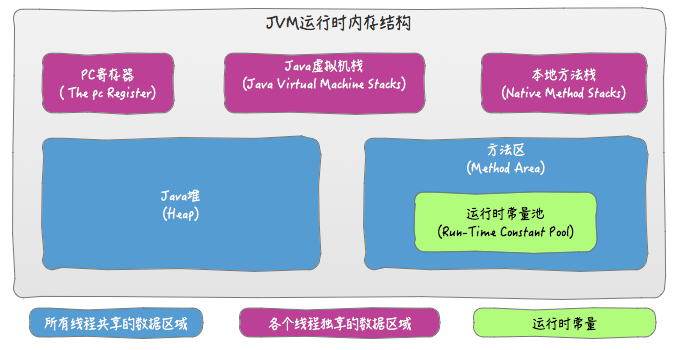 JVM运行时内存结构
PC寄存器
( The pc Register)
Java虚拟机栈
(Java Virtual Machine Stacks)
本地方法栈
(Native Method Stacks)
Java堆
(Heap)
方法区
(Method Area)
运行时常量池
(Run-Time Constant Pool)
所有线程共享的数据区域
各个线程独享的数据区域
运行时常量